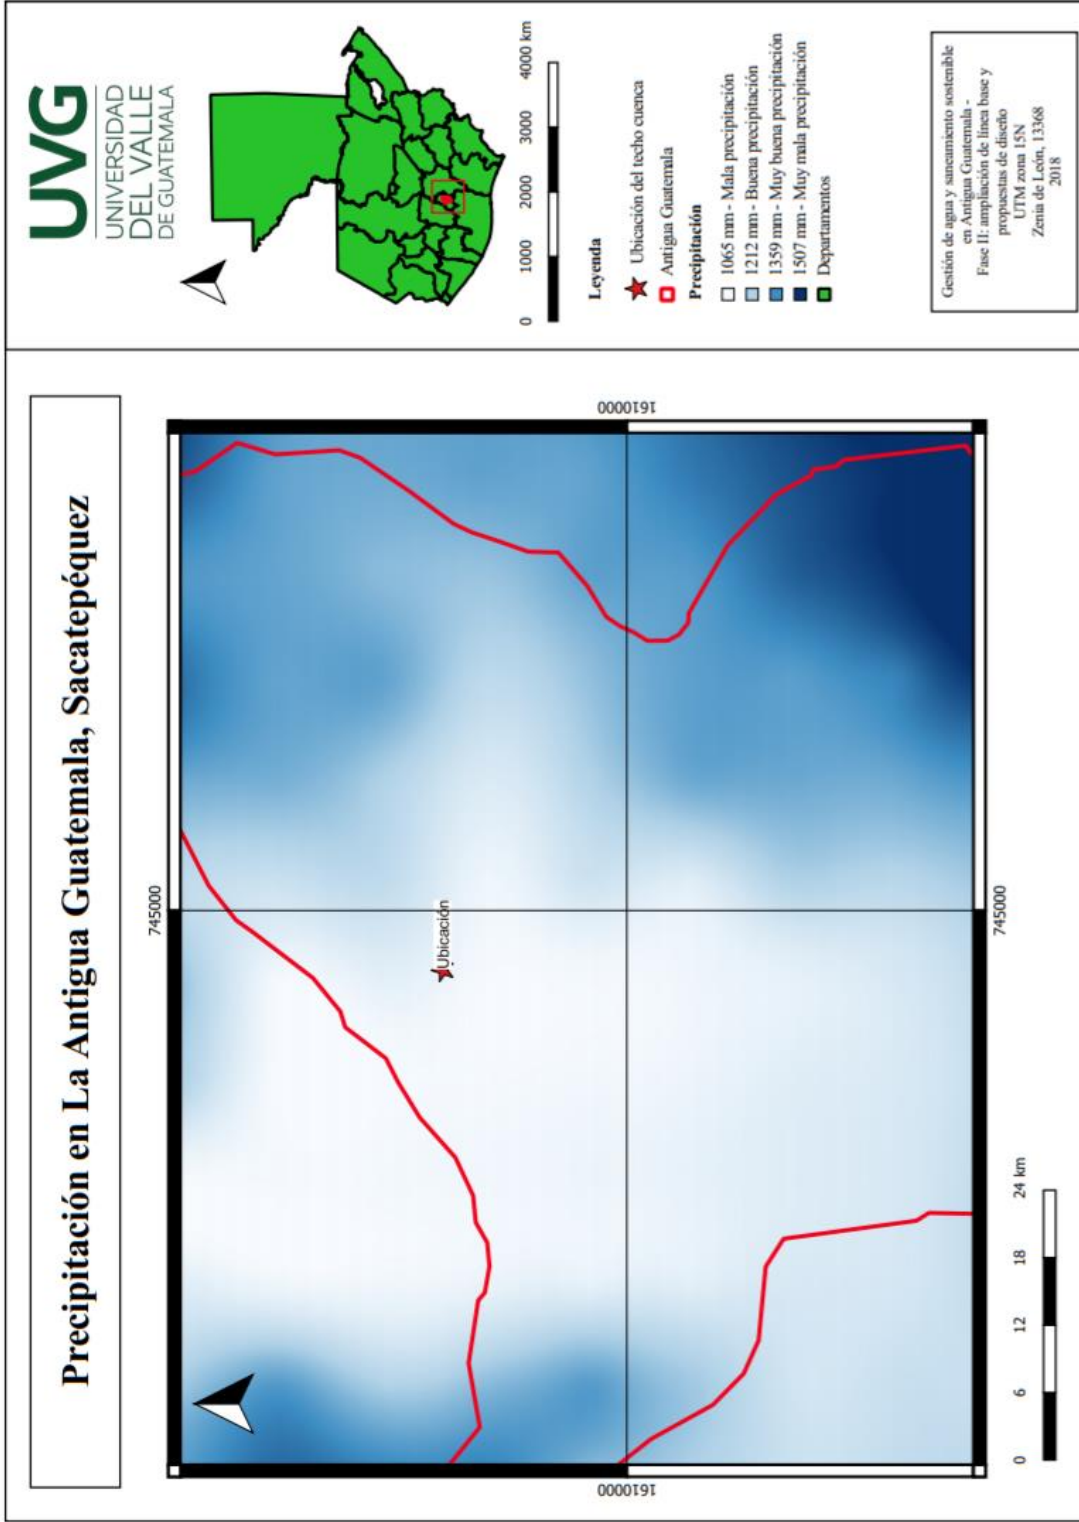 Precipitación en La Antigua Guatemala, Sacatepéquez
745000
1610000
1610000
745000
Ubicación
0 6 12 18 24 km
UVG
UNIVERSIDAD
DEL VALLE
DE GUATEMALA
0 1000 2000 3000 4000 km
Leyenda
Ubicación del techo cuenca
Antigua Guatemala
Precipitación
1065 mm - Mala precipitación
1212 mm - Buena precipitación
1359 mm - Muy buena precipitación
1507 mm - Muy mala precipitación
Departamentos
Gestión de agua y saneamiento sostenible
en Antigua Guatemala -
Fase II: ampliación de línea base y
propuestas de diseño
UTM zona 15N
Zenia de León, 13368
2018